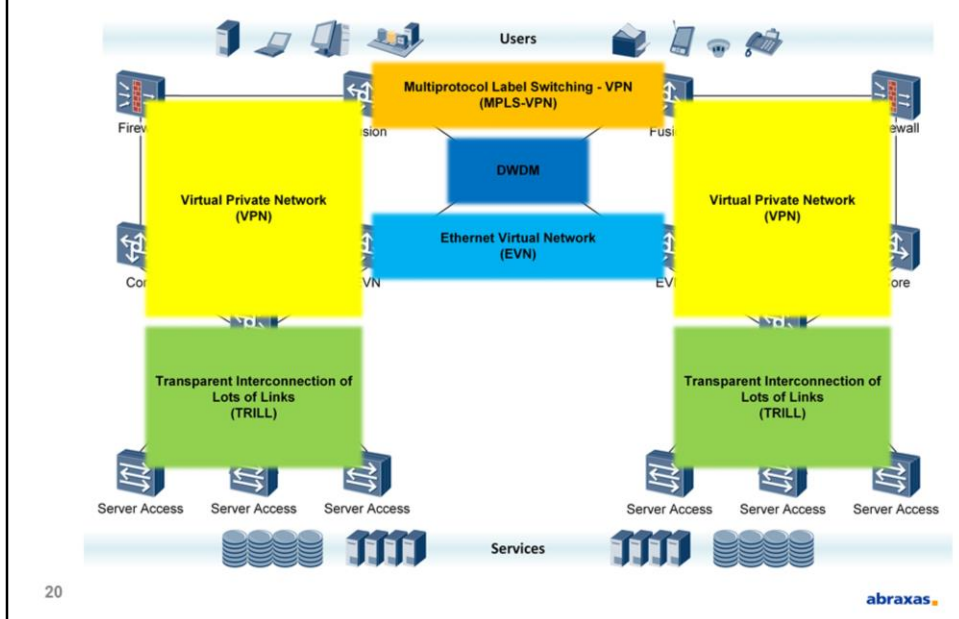 Users
Multiprotocol Label Switching - VPN
(MPLS-VPN)
DWDM
Virtual Private Network
(VPN)
Ethernet Virtual Network
(EVN)
Virtual Private Network
(VPN)
Transparent Interconnection of
Lots of Links
(TRILL)
Transparent Interconnection of
Lots of Links
(TRILL)
Server Access
Server Access
Server Access
Server Access
Server Access
Server Access
Services
20
abraxas